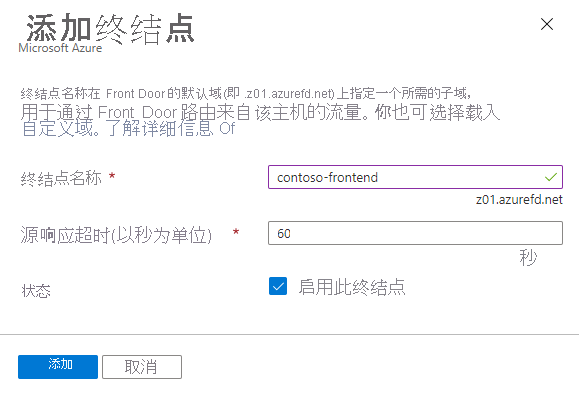 添加终结点
Microsoft Azure
终结点名称在 Front Door 的默认域(即 .z01.azurefd.net)上指定一个所需的子域,
用于通过 Front Door 路由来自该主机的流量。你也可选择载入
自定义域。了解详细信息 Of
终结点名称 *
contoso-frontend
z01.azurefd.net
源响应超时(以秒为单位) *
60
秒
状态
启用此终结点
添加
取消